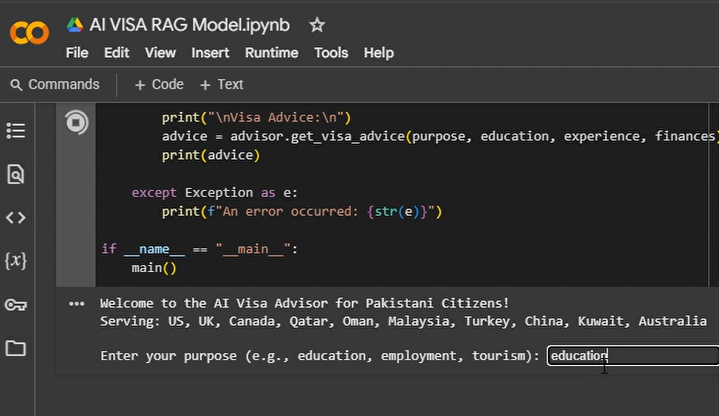 AI VISA RAG Model.ipynb
File Edit View Insert Runtime Tools Help
Commands + Code + Text
print("\nVisa Advice:\n")
advice = advisor.get_visa_advice(purpose, education, experience, finances)
print(advice)
except Exception as e:
print(f"An error occurred: {str(e)}")
if __name__ == "__main__":
main()
Welcome to the AI Visa Advisor for Pakistani Citizens!
Serving: US, UK, Canada, Qatar, Oman, Malaysia, Turkey, China, Kuwait, Australia
Enter your purpose (e.g., education, employment, tourism): education